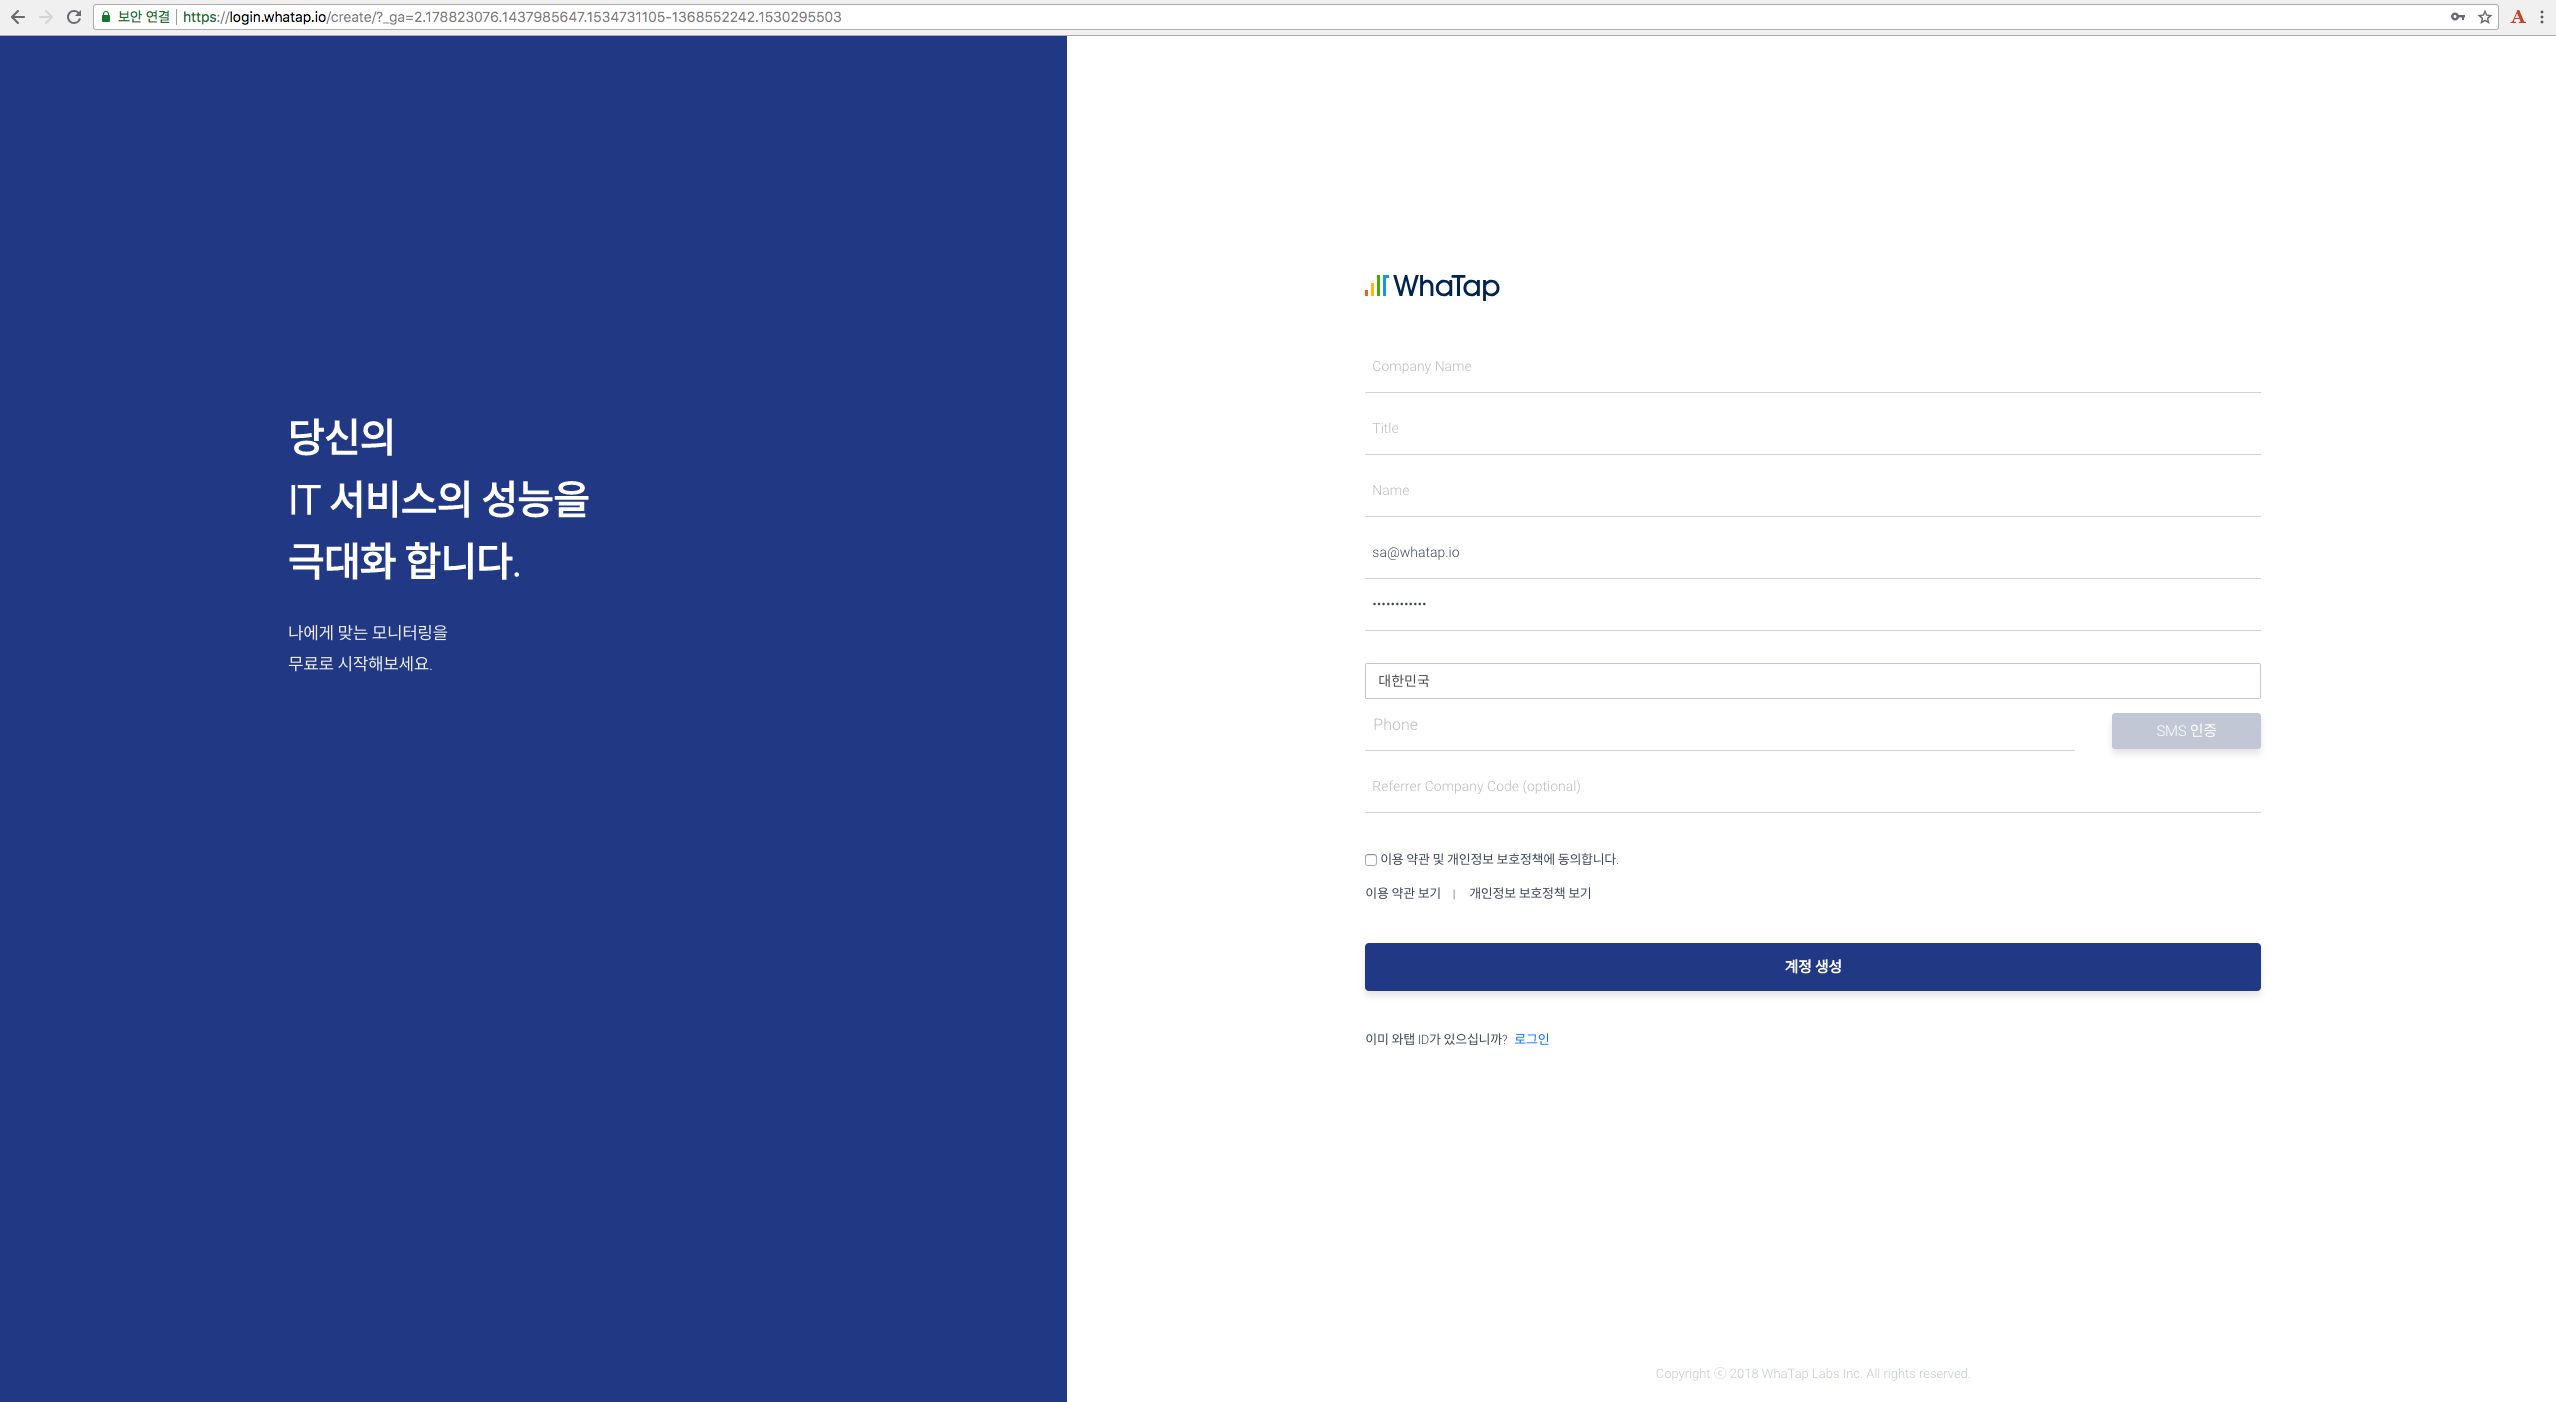 보안 연결 https://login.whatap.io/create/?_ga=2.178823076.1437985647.1534731105-1368552242.1530295503
A
당신의
IT 서비스의 성능을
극대화 합니다.
나에게 맞는 모니터링을
무료로 시작해보세요.
WhaTap
Company Name
Title
Name
sa@whatap.io
••••••••••••
대한민국
Phone
SMS 인증
Referrer Company Code (optional)
이용 약관 및 개인정보 보호정책에 동의합니다.
이용 약관 보기 | 개인정보 보호정책 보기
계정 생성
이미 와탭 ID가 있으십니까? 로그인
Copyright ⓒ 2018 WhaTap Labs Inc. All rights reserved.